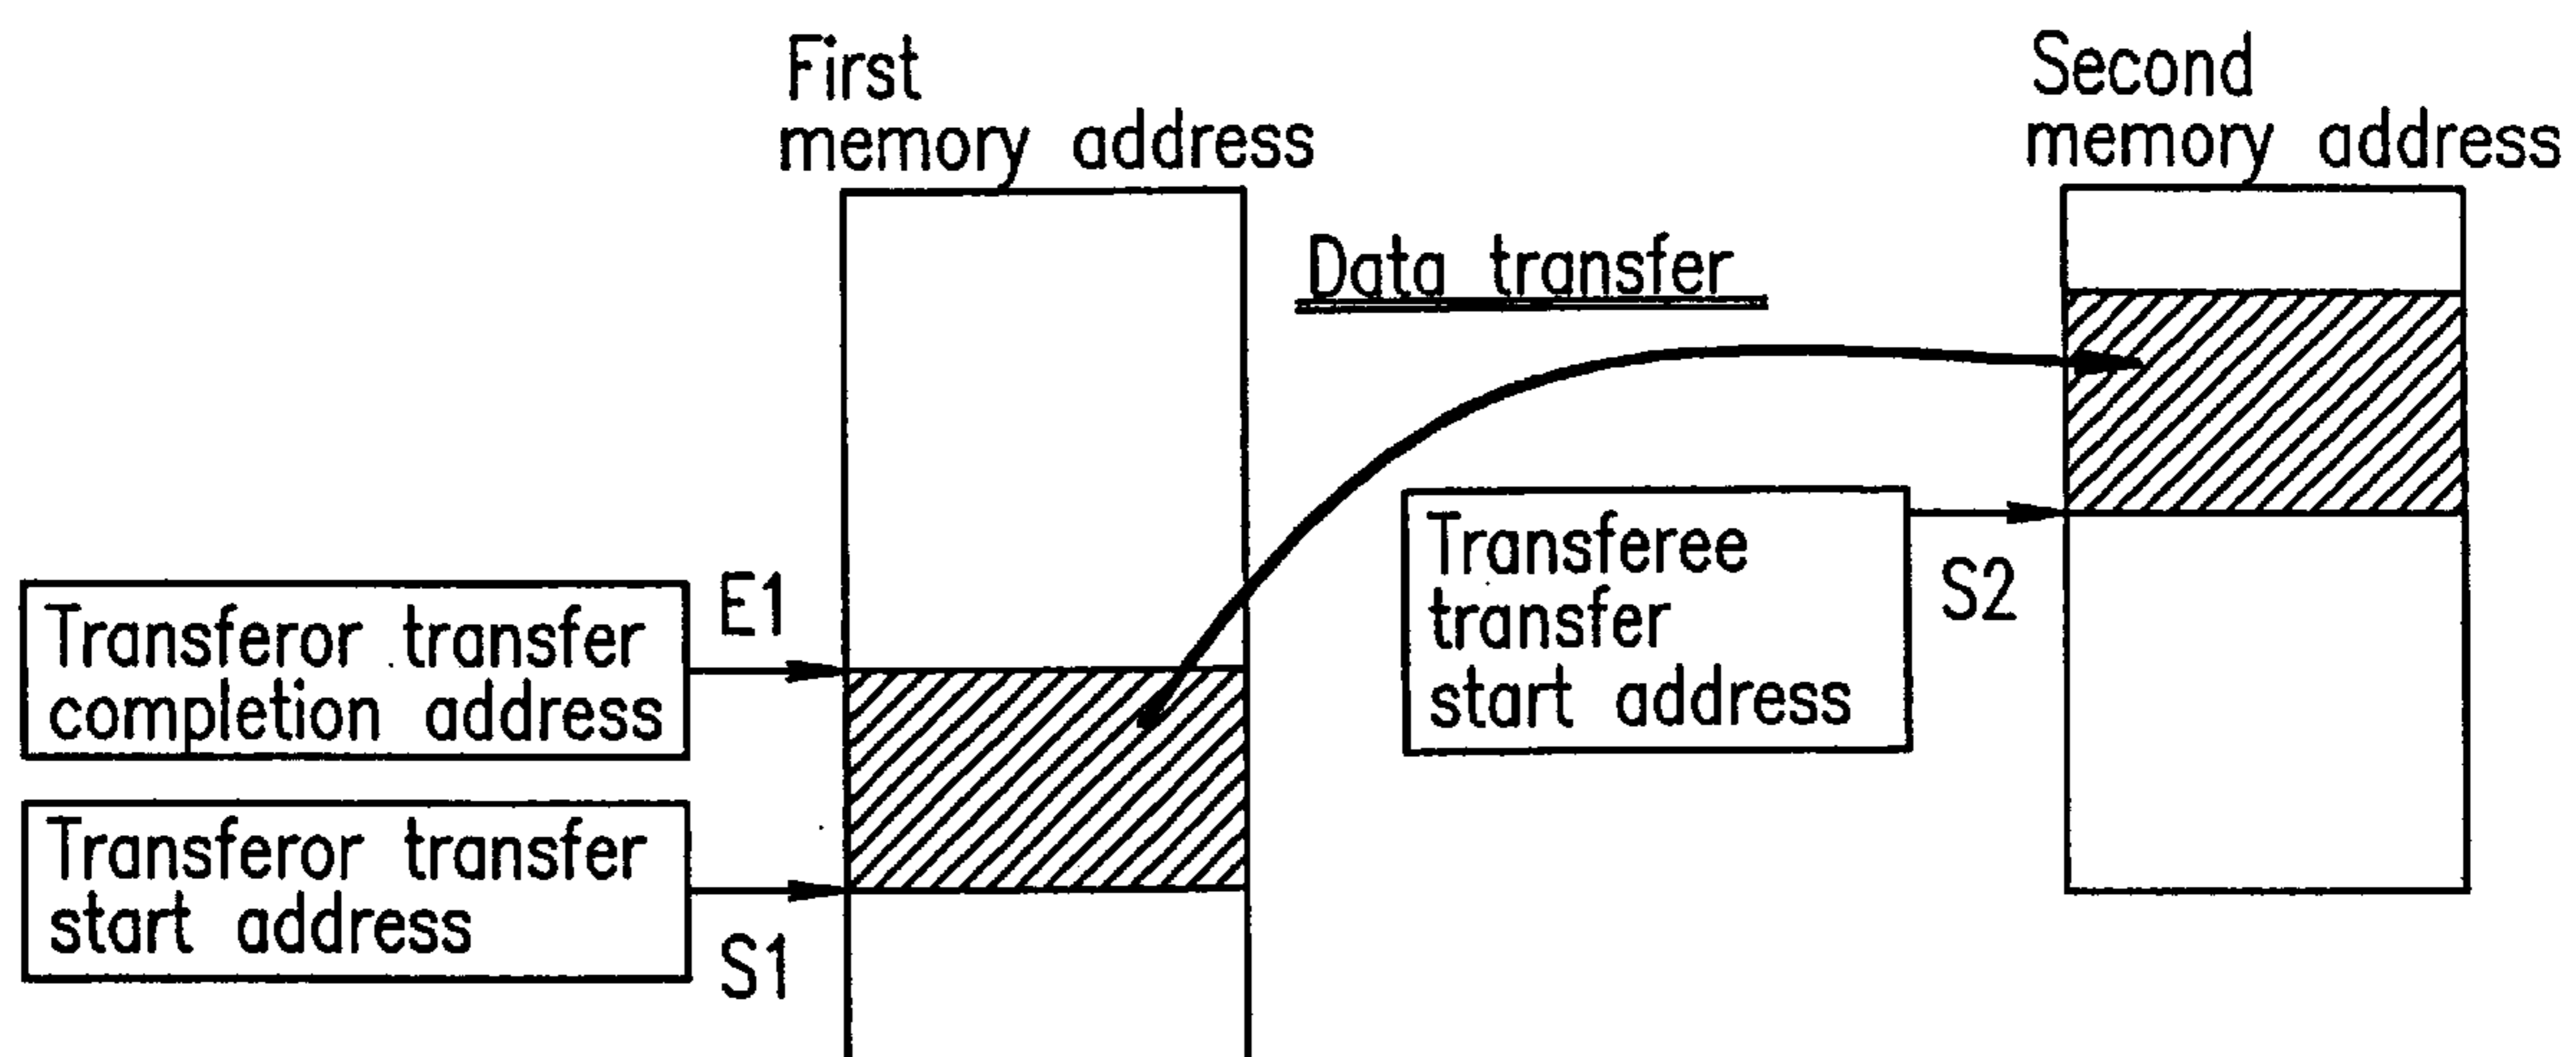 First
memory address
Second
memory address
Data transfer
Transferor transfer
completion address
E1
Transferee
transfer
start address
S2
Transferor transfer
start address
S1